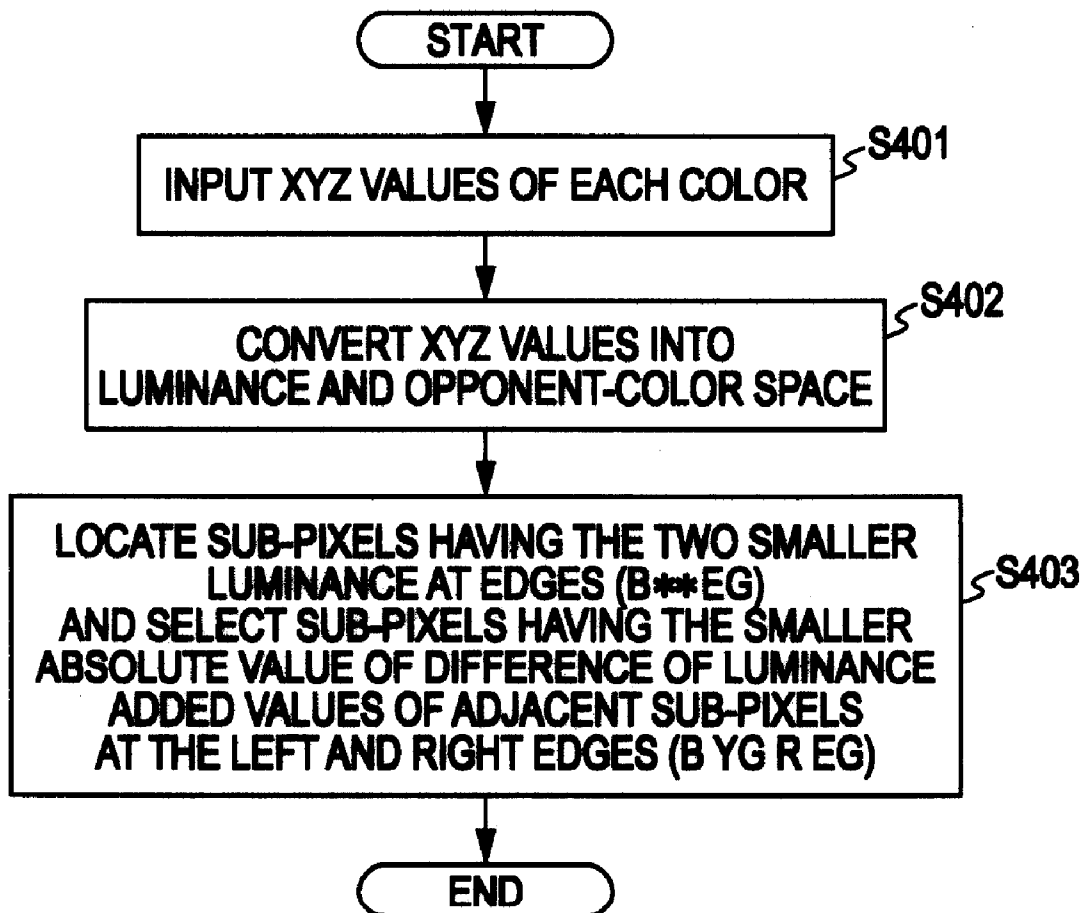 START
S401
INPUT XYZ VALUES OF EACH COLOR
S402
CONVERT XYZ VALUES INTO
LUMINANCE AND OPPONENT-COLOR SPACE
S403
LOCATE SUB-PIXELS HAVING THE TWO SMALLER
LUMINANCE AT EDGES (B**EG)
AND SELECT SUB-PIXELS HAVING THE SMALLER
ABSOLUTE VALUE OF DIFFERENCE OF LUMINANCE
ADDED VALUES OF ADJACENT SUB-PIXELS
AT THE LEFT AND RIGHT EDGES (B YG R EG)
END